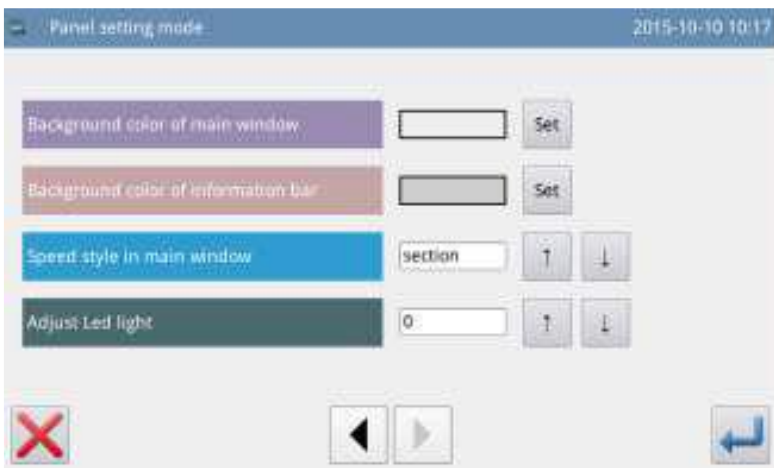 Panel setting mode 2015-10-10 10:17
Background color of main window
Set
Background color of information bar
Set
Speed style in main window
section
↑ ↓
Adjust Led light
0
↑ ↓